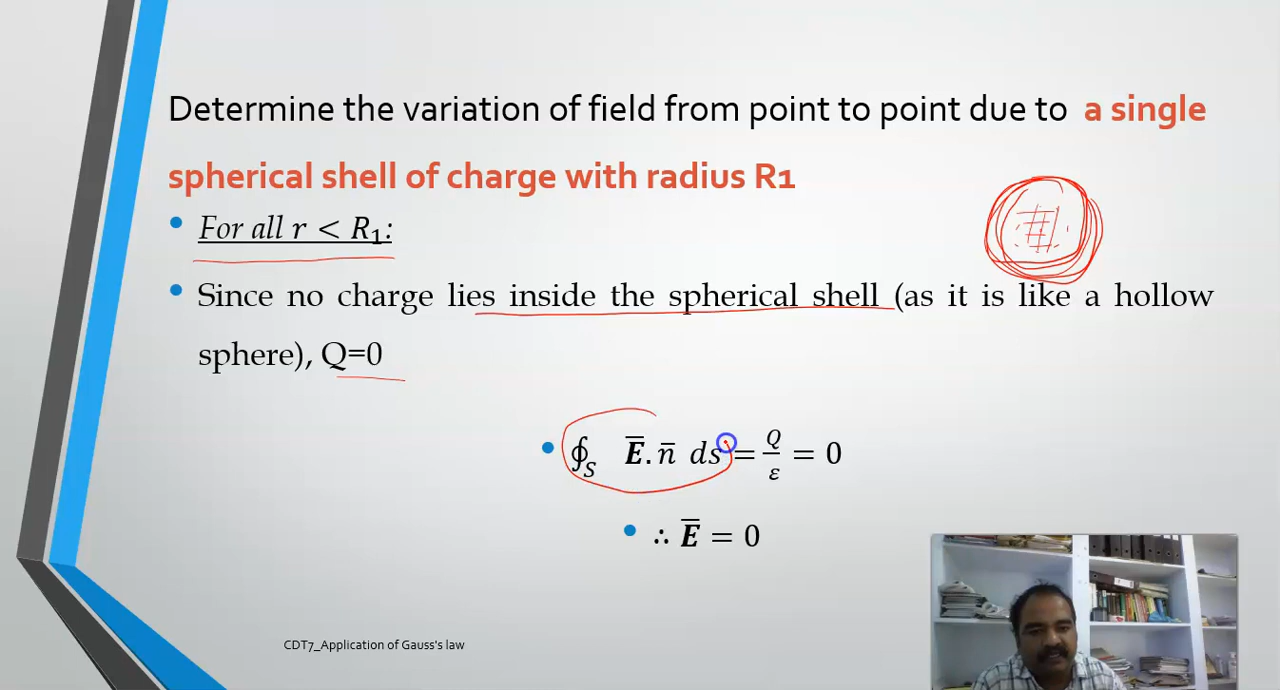 Determine the variation of field from point to point due to a single
spherical shell of charge with radius R1
• For all r < R₁:
• Since no charge lies inside the spherical shell (as it is like a hollow
sphere), Q=0
• ∮ₛ E̅. n̅ ds = Q/ε = 0
• ∴ E̅ = 0
CDT7_Application of Gauss's law